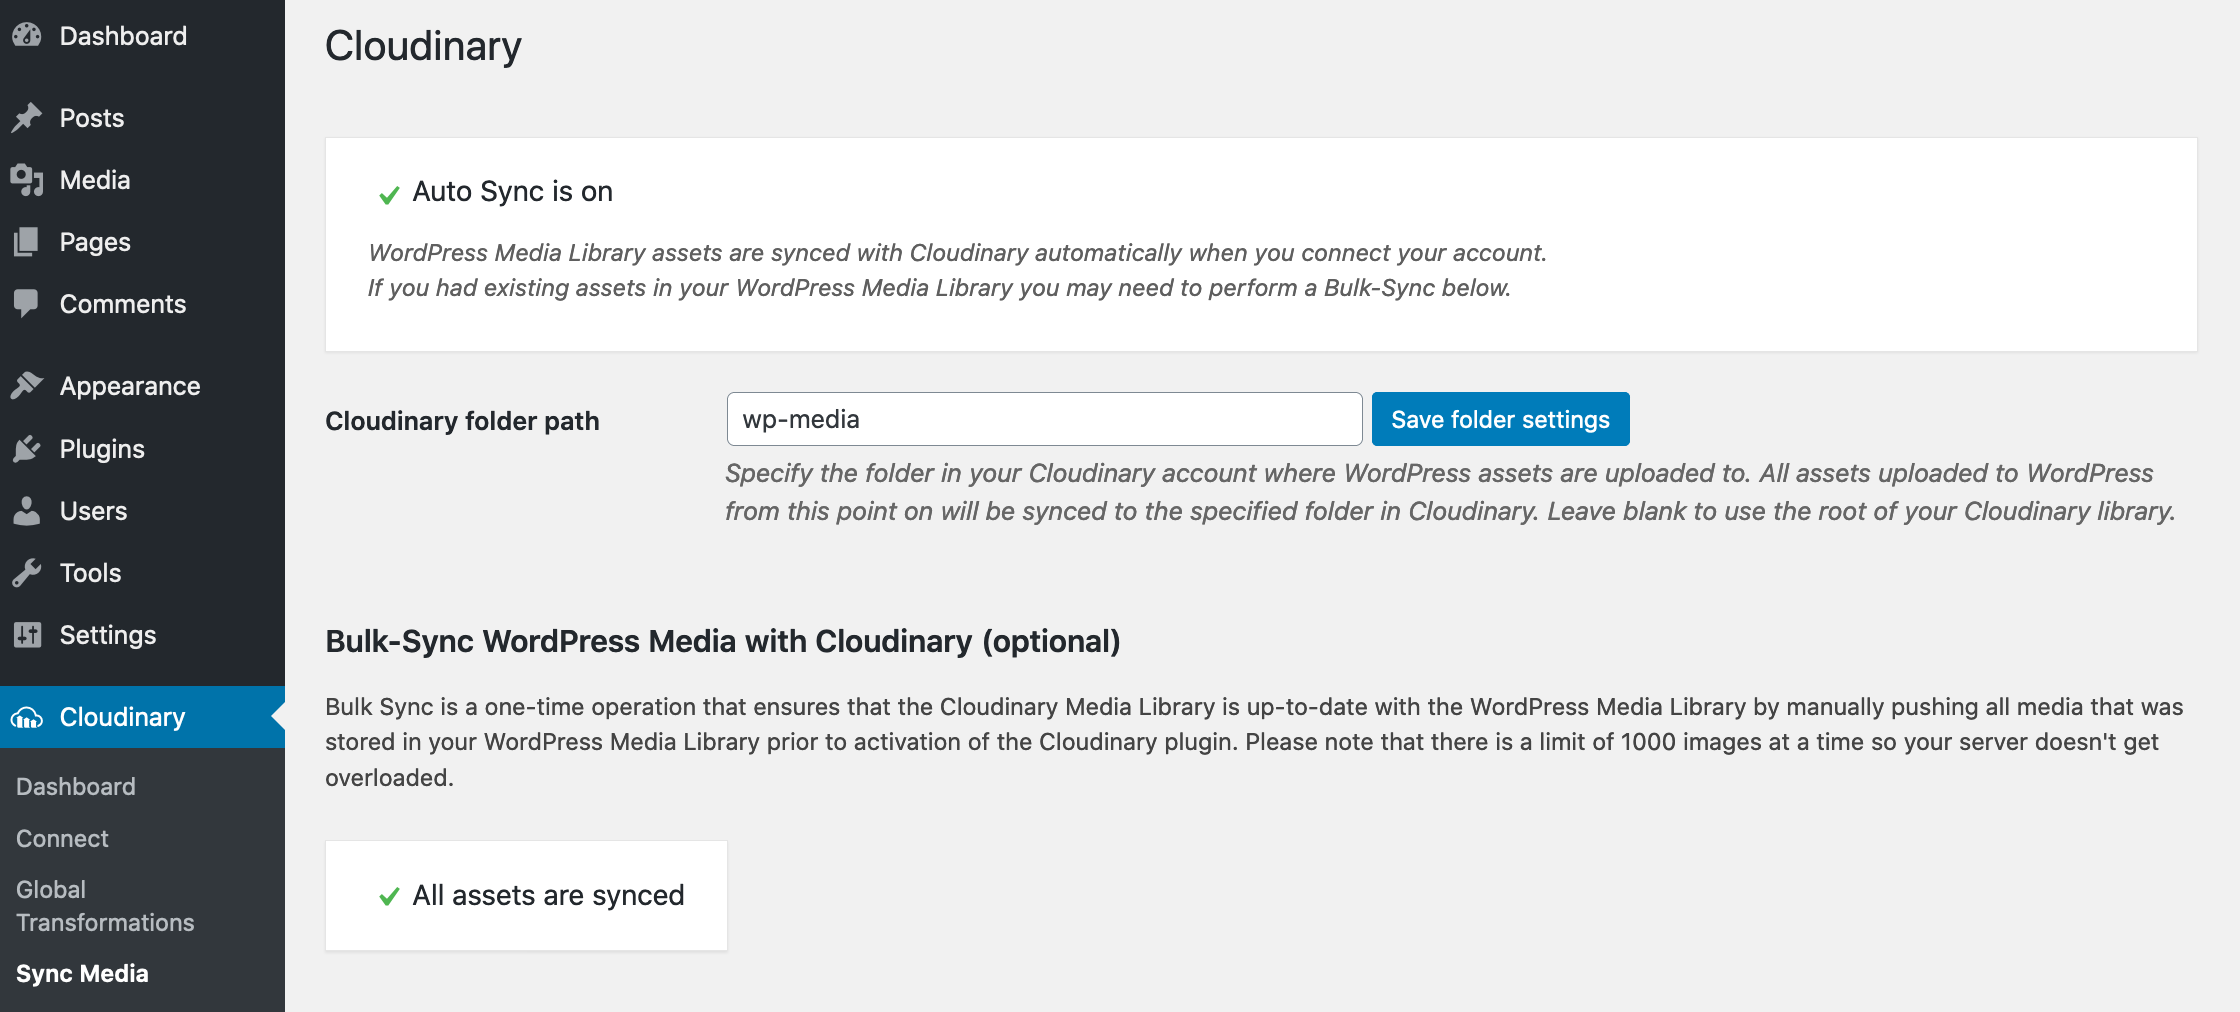 Dashboard
Posts
Media
Pages
Comments
Appearance
Plugins
Users
Tools
Settings
Cloudinary
Dashboard
Connect
Global
Transformations
Sync Media
Cloudinary
Auto Sync is on
WordPress Media Library assets are synced with Cloudinary automatically when you connect your account.
If you had existing assets in your WordPress Media Library you may need to perform a Bulk-Sync below.
Cloudinary folder path
wp-media
Save folder settings
Specify the folder in your Cloudinary account where WordPress assets are uploaded to. All assets uploaded to WordPress
from this point on will be synced to the specified folder in Cloudinary. Leave blank to use the root of your Cloudinary library.
Bulk-Sync WordPress Media with Cloudinary (optional)
Bulk Sync is a one-time operation that ensures that the Cloudinary Media Library is up-to-date with the WordPress Media Library by manually pushing all media that was
stored in your WordPress Media Library prior to activation of the Cloudinary plugin. Please note that there is a limit of 1000 images at a time so your server doesn't get
overloaded.
All assets are synced